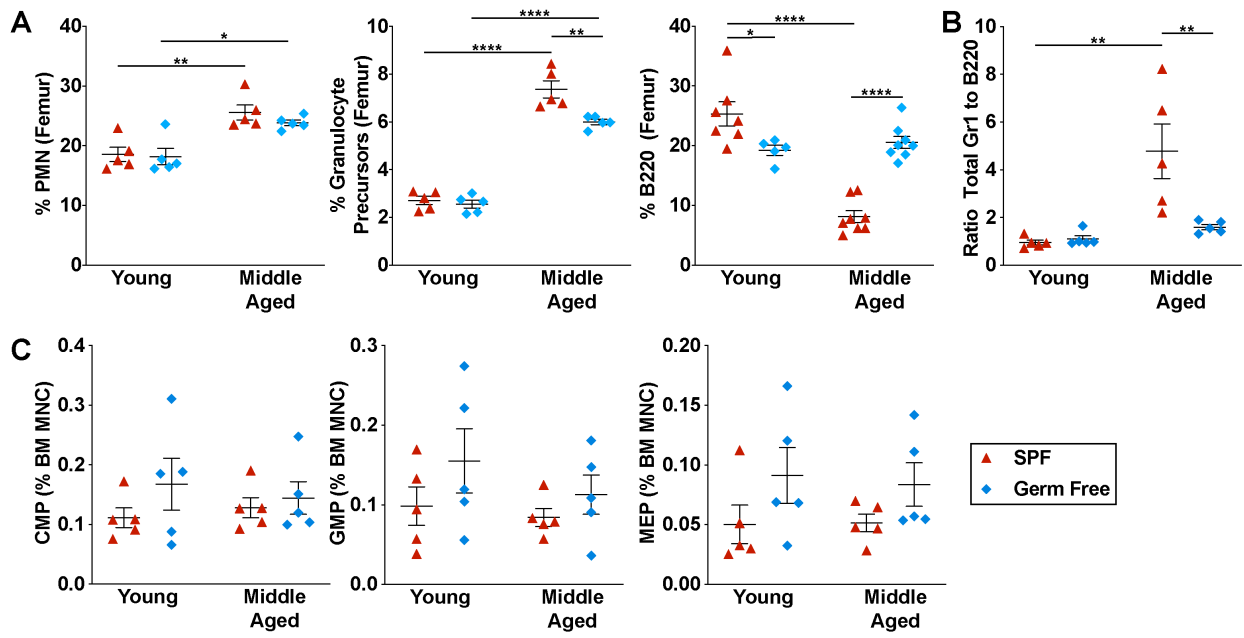 A
% PMN (Femur)
40
30
20
10
0
*
**
Young
Middle
Aged
% Granulocyte
Precursors (Femur)
10
8
6
4
2
0
****
****
**
Young
Middle
Aged
% B220 (Femur)
40
30
20
10
0
****
*
****
Young
Middle
Aged
B
Ratio Total Gr1 to B220
10
8
6
4
2
0
**
**
Young
Middle
Aged
C
CMP (% BM MNC)
0.4
0.3
0.2
0.1
0.0
Young
Middle
Aged
GMP (% BM MNC)
0.3
0.2
0.1
0.0
Young
Middle
Aged
MEP (% BM MNC)
0.20
0.15
0.10
0.05
0.00
Young
Middle
Aged
SPF
Germ Free